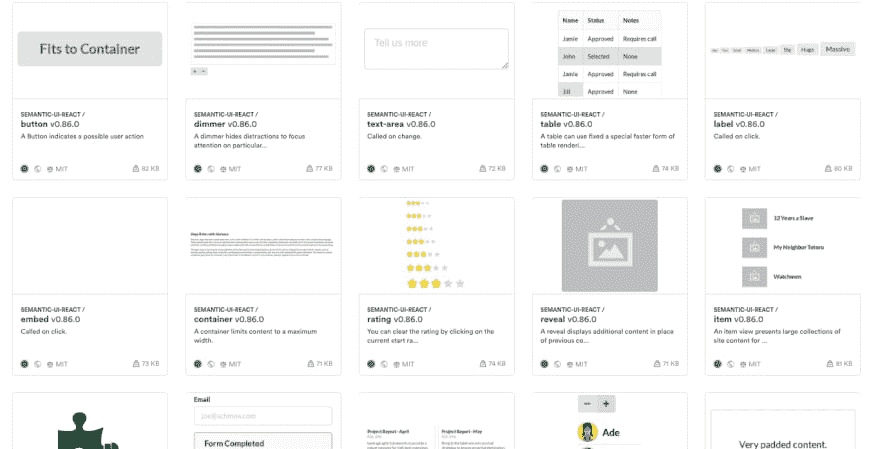 Fits to Container
SEMANTIC-UI-REACT /
button v0.86.0
A Button indicates a possible user action
MIT
82 KB
SEMANTIC-UI-REACT /
dimmer v0.86.0
A dimmer hides distractions to focus
attention on particular...
MIT
77 KB
Tell us more
SEMANTIC-UI-REACT /
text-area v0.86.0
Called on change.
MIT
72 KB
Name Status Notes
Jamie Approved Requires call
John Selected None
Jamie Approved Requires call
Jill Approved None
SEMANTIC-UI-REACT /
table v0.86.0
A table can use fixed a special faster form of
table renderi...
MIT
74 KB
Large Big Huge Massive
SEMANTIC-UI-REACT /
label v0.86.0
Called on click.
MIT
80 KB
SEMANTIC-UI-REACT /
embed v0.86.0
Called on click.
MIT
73 KB
SEMANTIC-UI-REACT /
container v0.86.0
A container limits content to a maximum
width.
MIT
71 KB
SEMANTIC-UI-REACT /
rating v0.86.0
You can clear the rating by clicking on the
current start ra...
MIT
74 KB
SEMANTIC-UI-REACT /
reveal v0.86.0
A reveal displays additional content in place
of previous co...
MIT
71 KB
12 Years a Slave
My Neighbor Totoro
Watchmen
SEMANTIC-UI-REACT /
item v0.86.0
An item view presents large collections of
site content for ...
MIT
81 KB
Email
joe@schmoe.com
Form Completed
Project Report - April
Project Report - May
Ade
Very padded content.